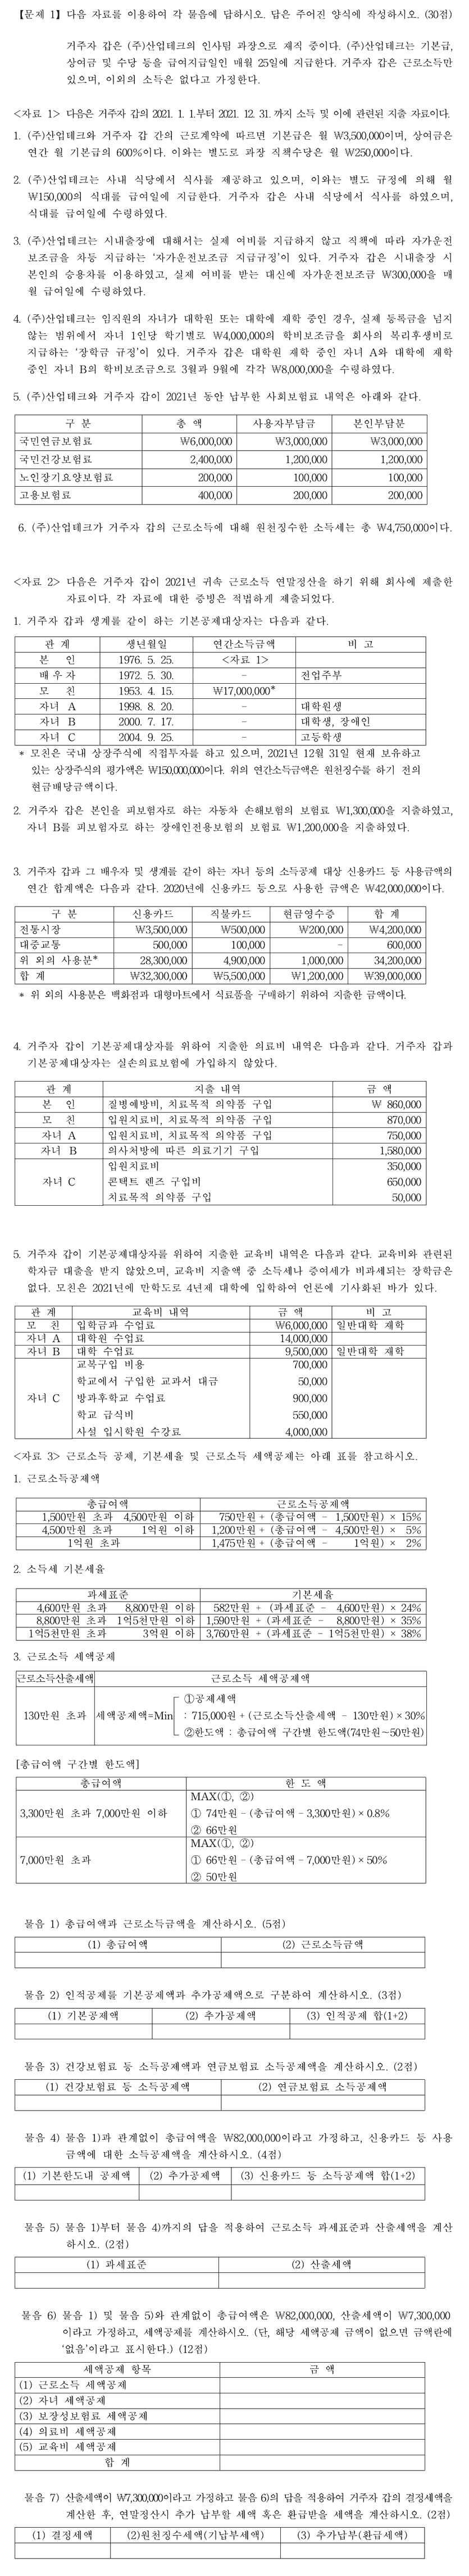 【문제 1】다음 자료를 이용하여 각 물음에 답하시오. 답은 주어진 양식에 작성하시오. (30점)
거주자 갑은 (주)산업테크의 인사팀 과장으로 재직 중이다. (주)산업테크는 기본급,
상여금 및 수당 등을 급여지급일인 매월 25일에 지급한다. 거주자 갑은 근로소득만
있으며, 이외의 소득은 없다고 가정한다.
<자료 1> 다음은 거주자 갑의 2021. 1. 1.부터 2021. 12. 31.까지 소득 및 이에 관련된 지출 자료이다.
1. (주)산업테크와 거주자 갑 간의 근로계약에 따르면 기본급은 월 ₩3,500,000이며, 상여금은
연간 월 기본급의 600%이다. 이와는 별도로 과장 직책수당은 월 ₩250,000이다.
2. (주)산업테크는 사내 식당에서 식사를 제공하고 있으며, 이와는 별도 규정에 의해 월
₩150,000의 식대를 급여일에 지급한다. 거주자 갑은 사내 식당에서 식사를 하였으며,
식대를 급여일에 수령하였다.
3. (주)산업테크는 시내출장에 대해서는 실제 여비를 지급하지 않고 직책에 따라 자가운전
보조금을 차등 지급하는 '자가운전보조금 지급규정'이 있다. 거주자 갑은 시내출장 시
본인의 승용차를 이용하였고, 실제 여비를 받는 대신에 자가운전보조금 ₩300,000을 매
월 급여일에 수령하였다.
4. (주)산업테크는 임직원의 자녀가 대학원 또는 대학에 재학 중인 경우, 실제 등록금을 넘지
않는 범위에서 자녀 1인당 학기별로 ₩4,000,000의 학비보조금을 회사의 복리후생비로
지급하는 '장학금 규정'이 있다. 거주자 갑은 대학원 재학 중인 자녀 A와 대학에 재학
중인 자녀 B의 학비보조금으로 3월과 9월에 각각 ₩8,000,000을 수령하였다.
5. (주)산업테크와 거주자 갑이 2021년 동안 납부한 사회보험료 내역은 아래와 같다.
구 분 총 액 사용자부담금 본인부담분
국민연금보험료 ₩6,000,000 ₩3,000,000 ₩3,000,000
국민건강보험료 2,400,000 1,200,000 1,200,000
노인장기요양보험료 200,000 100,000 100,000
고용보험료 400,000 200,000 200,000
6. (주)산업테크가 거주자 갑의 근로소득에 대해 원천징수한 소득세는 총 ₩4,750,000이다.
<자료 2> 다음은 거주자 갑이 2021년 귀속 근로소득 연말정산을 하기 위해 회사에 제출한
자료이다. 각 자료에 대한 증빙은 적법하게 제출되었다.
1. 거주자 갑과 생계를 같이 하는 기본공제대상자는 다음과 같다.
관 계 생년월일 연간소득금액 비 고
본 인 1976. 5. 25. <자료 1>
배 우 자 1972. 5. 30. - 전업주부
모 친 1953. 4. 15. ₩17,000,000*
자녀 A 1998. 8. 20. - 대학원생
자녀 B 2000. 7. 17. - 대학생, 장애인
자녀 C 2004. 9. 25. - 고등학생
* 모친은 국내 상장주식에 직접투자를 하고 있으며, 2021년 12월 31일 현재 보유하고
있는 상장주식의 평가액은 ₩150,000,000이다. 위의 연간소득금액은 원천징수를 하기 전의
현금배당금액이다.
2. 거주자 갑은 본인을 피보험자로 하는 자동차 손해보험의 보험료 ₩1,300,000을 지출하였고,
자녀 B를 피보험자로 하는 장애인전용보험의 보험료 ₩1,200,000을 지출하였다.
3. 거주자 갑과 그 배우자 및 생계를 같이 하는 자녀 등의 소득공제 대상 신용카드 등 사용금액의
연간 합계액은 다음과 같다. 2020년에 신용카드 등으로 사용한 금액은 ₩42,000,000이다.
구 분 신용카드 직불카드 현금영수증 합 계
전통시장 ₩3,500,000 ₩500,000 ₩200,000 ₩4,200,000
대중교통 500,000 100,000 - 600,000
위 외의 사용분* 28,300,000 4,900,000 1,000,000 34,200,000
합 계 ₩32,300,000 ₩5,500,000 ₩1,200,000 ₩39,000,000
* 위 외의 사용분은 백화점과 대형마트에서 식료품을 구매하기 위하여 지출한 금액이다.
4. 거주자 갑이 기본공제대상자를 위하여 지출한 의료비 내역은 다음과 같다. 거주자 갑과
기본공제대상자는 실손의료보험에 가입하지 않았다.
관 계 지출 내역 금 액
본 인 질병예방비, 치료목적 의약품 구입 ₩ 860,000
모 친 입원치료비, 치료목적 의약품 구입 870,000
자녀 A 입원치료비, 치료목적 의약품 구입 750,000
자녀 B 의사처방에 따른 의료기기 구입 1,580,000
자녀 C 입원치료비 350,000
콘택트 렌즈 구입비 650,000
치료목적 의약품 구입 50,000
5. 거주자 갑이 기본공제대상자를 위하여 지출한 교육비 내역은 다음과 같다. 교육비와 관련된
학자금 대출을 받지 않았으며, 교육비 지출액 중 소득세나 증여세가 비과세되는 장학금은
없다. 모친은 2021년에 만학도로 4년제 대학에 입학하여 언론에 기사화된 바가 있다.
관 계 교육비 내역 금 액 비 고
모 친 입학금과 수업료 ₩6,000,000 일반대학 재학
자녀 A 대학원 수업료 14,000,000
자녀 B 대학 수업료 9,500,000 일반대학 재학
자녀 C 교복구입 비용 700,000
학교에서 구입한 교과서 대금 50,000
방과후학교 수업료 900,000
학교 급식비 550,000
사설 입시학원 수강료 4,000,000
<자료 3> 근로소득 공제, 기본세율 및 근로소득 세액공제는 아래 표를 참고하시오.
1. 근로소득공제액
총급여액 근로소득공제액
1,500만원 초과 4,500만원 이하 750만원 + (총급여액 - 1,500만원) × 15%
4,500만원 초과 1억원 이하 1,200만원 + (총급여액 - 4,500만원) × 5%
1억원 초과 1,475만원 + (총급여액 - 1억원) × 2%
2. 소득세 기본세율
과세표준 기본세율
4,600만원 초과 8,800만원 이하 582만원 + (과세표준 - 4,600만원) × 24%
8,800만원 초과 1억5천만원 이하 1,590만원 + (과세표준 - 8,800만원) × 35%
1억5천만원 초과 3억원 이하 3,760만원 + (과세표준 - 1억5천만원) × 38%
3. 근로소득 세액공제
근로소득산출세액 근로소득 세액공제액
130만원 초과 세액공제액=Min ①공제세액
: 715,000원 + (근로소득산출세액 - 130만원) × 30%
②한도액 : 총급여액 구간별 한도액(74만원~50만원)
[총급여액 구간별 한도액]
총급여액 한 도 액
3,300만원 초과 7,000만원 이하 MAX(①, ②)
① 74만원 - (총급여액 - 3,300만원) × 0.8%
② 66만원
7,000만원 초과 MAX(①, ②)
① 66만원 - (총급여액 - 7,000만원) × 50%
② 50만원
물음 1) 총급여액과 근로소득금액을 계산하시오. (5점)
(1) 총급여액 (2) 근로소득금액
물음 2) 인적공제를 기본공제액과 추가공제액으로 구분하여 계산하시오. (3점)
(1) 기본공제액 (2) 추가공제액 (3) 인적공제 합(1+2)
물음 3) 건강보험료 등 소득공제액과 연금보험료 소득공제액을 계산하시오. (2점)
(1) 건강보험료 등 소득공제액 (2) 연금보험료 소득공제액
물음 4) 물음 1)과 관계없이 총급여액을 ₩82,000,000이라고 가정하고, 신용카드 등 사용
금액에 대한 소득공제액을 계산하시오. (4점)
(1) 기본한도내 공제액 (2) 추가공제액 (3) 신용카드 등 소득공제액 합(1+2)
물음 5) 물음 1)부터 물음 4)까지의 답을 적용하여 근로소득 과세표준과 산출세액을 계산
하시오. (2점)
(1) 과세표준 (2) 산출세액
물음 6) 물음 1) 및 물음 5)와 관계없이 총급여액은 ₩82,000,000, 산출세액이 ₩7,300,000
이라고 가정하고, 세액공제를 계산하시오. (단, 해당 세액공제 금액이 없으면 금액란에
'없음'이라고 표시한다.) (12점)
세액공제 항목 금 액
(1) 근로소득 세액공제
(2) 자녀 세액공제
(3) 보장성보험료 세액공제
(4) 의료비 세액공제
(5) 교육비 세액공제
합 계
물음 7) 산출세액이 ₩7,300,000이라고 가정하고 물음 6)의 답을 적용하여 거주자 갑의 결정세액을
계산한 후, 연말정산시 추가 납부할 세액 혹은 환급받을 세액을 계산하시오. (2점)
(1) 결정세액 (2)원천징수세액(기납부세액) (3) 추가납부(환급세액)